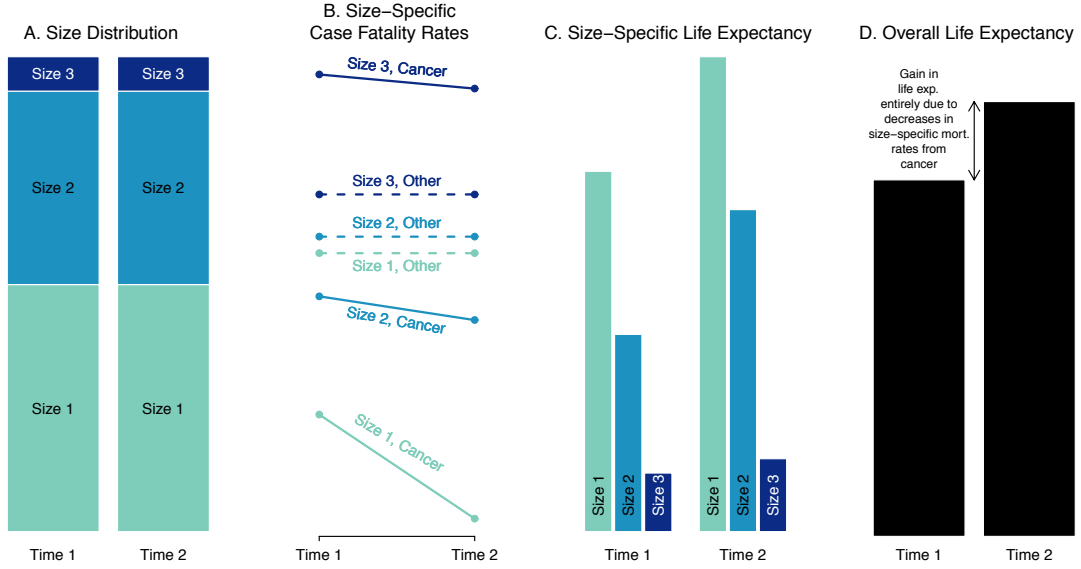 A. Size Distribution
Size 3
Size 3
Size 2
Size 2
Size 1
Size 1
Time 1
Time 2
B. Size−Specific
Case Fatality Rates
Size 3, Cancer
Size 3, Other
Size 2, Other
Size 1, Other
Size 2, Cancer
Size 1, Cancer
Time 1
Time 2
C. Size−Specific Life Expectancy
Size 1
Size 2
Size 3
Size 1
Size 2
Size 3
Time 1
Time 2
D. Overall Life Expectancy
Gain in
life exp.
entirely due to
decreases in
size−specific mort.
rates from
cancer
Time 1
Time 2